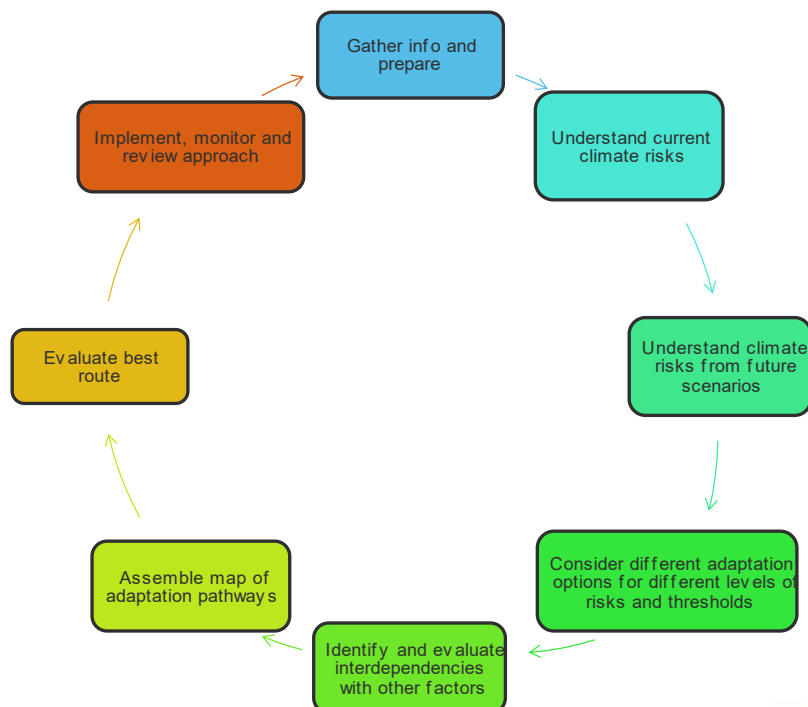 Gather info and
prepare
Understand current
climate risks
Understand climate
risks from future
scenarios
Consider different adaptation
options for different levels of
risks and thresholds
Identify and evaluate
interdependencies
with other factors
Assemble map of
adaptation pathways
Evaluate best
route
Implement, monitor and
review approach